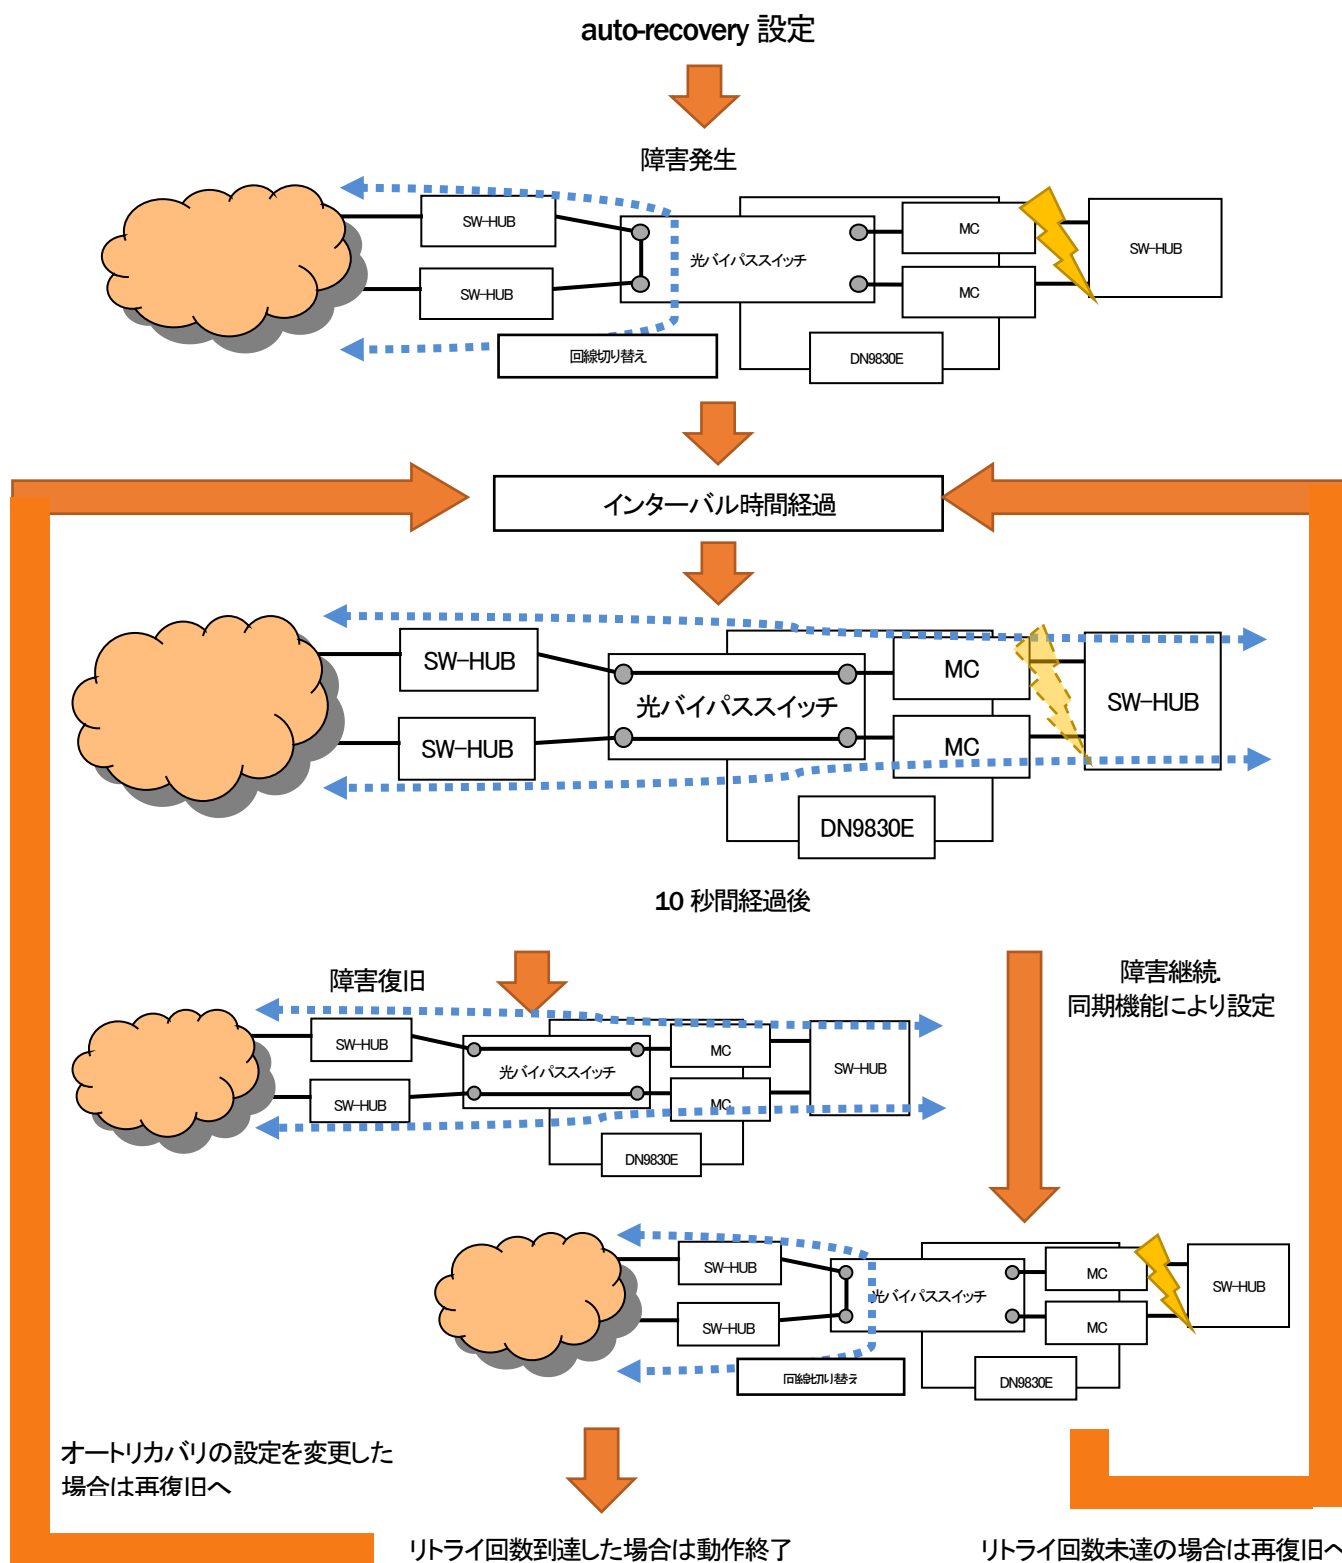 auto-recovery 設定
障害発生
SW-HUB
MC
SW-HUB
光バイパススイッチ
SW-HUB
MC
回線切り替え
DN9830E
インターバル時間経過
SW-HUB
MC
光バイパススイッチ
SW-HUB
SW-HUB
MC
DN9830E
10 秒間経過後
障害復旧
障害継続.
同期機能により設定
SW-HUB
MC
光バイパススイッチ
SW-HUB
SW-HUB
MC
DN9830E
SW-HUB
MC
光バイパススイッチ
SW-HUB
SW-HUB
MC
回線切り替え
DN9830E
オートリカバリの設定を変更した
場合は再復旧へ
リトライ回数到達した場合は動作終了
リトライ回数未達の場合は再復旧へ